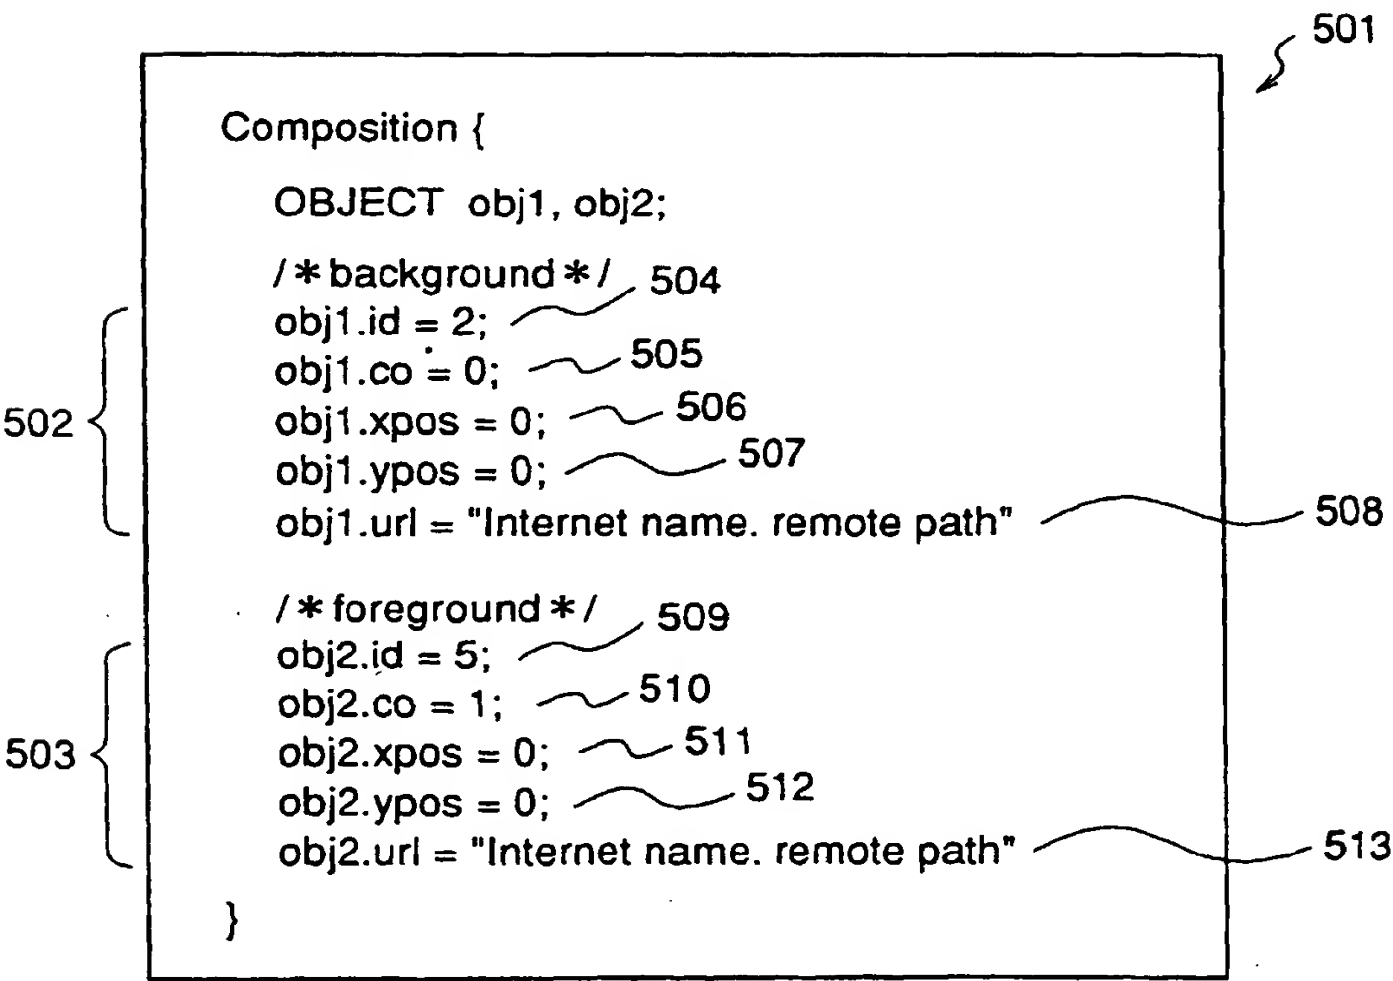 501
Composition {
OBJECT obj1, obj2;
/*background*/ 504
obj1.id = 2;
obj1.co = 0; 505
502 obj1.xpos = 0; 506
obj1.ypos = 0; 507
obj1.url = "Internet name. remote path" 508
/*foreground*/ 509
obj2.id = 5;
obj2.co = 1; 510
503 obj2.xpos = 0; 511
obj2.ypos = 0; 512
obj2.url = "Internet name. remote path" 513
}